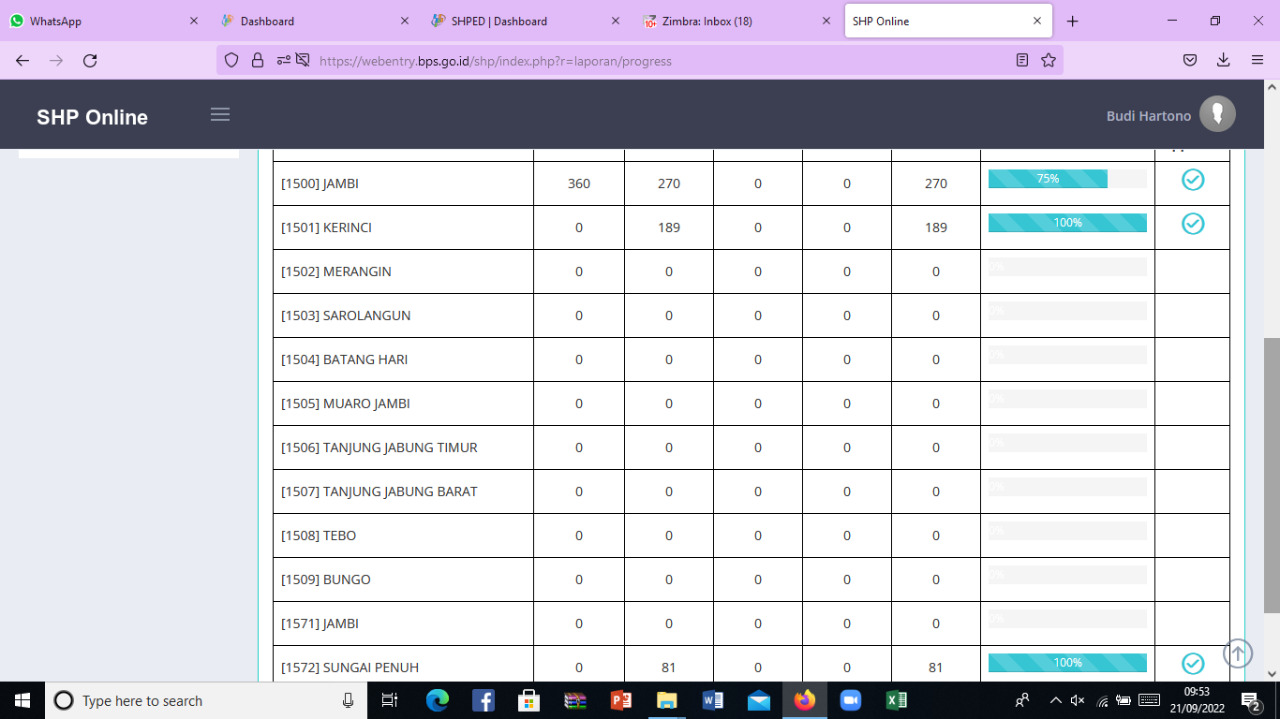 WhatsApp Dashboard SHPED | Dashboard Zimbra: Inbox (18) SHP Online
https://webentry.bps.go.id/shp/index.php?r=laporan/progress
SHP Online Budi Hartono
[1500] JAMBI 360 270 0 0 270 75%
[1501] KERINCI 0 189 0 0 189 100%
[1502] MERANGIN 0 0 0 0 0 0%
[1503] SAROLANGUN 0 0 0 0 0 0%
[1504] BATANG HARI 0 0 0 0 0 0%
[1505] MUARO JAMBI 0 0 0 0 0 0%
[1506] TANJUNG JABUNG TIMUR 0 0 0 0 0 0%
[1507] TANJUNG JABUNG BARAT 0 0 0 0 0 0%
[1508] TEBO 0 0 0 0 0 0%
[1509] BUNGO 0 0 0 0 0 0%
[1571] JAMBI 0 0 0 0 0 0%
[1572] SUNGAI PENUH 0 81 0 0 81 100%
Type here to search 09:53
21/09/2022 2